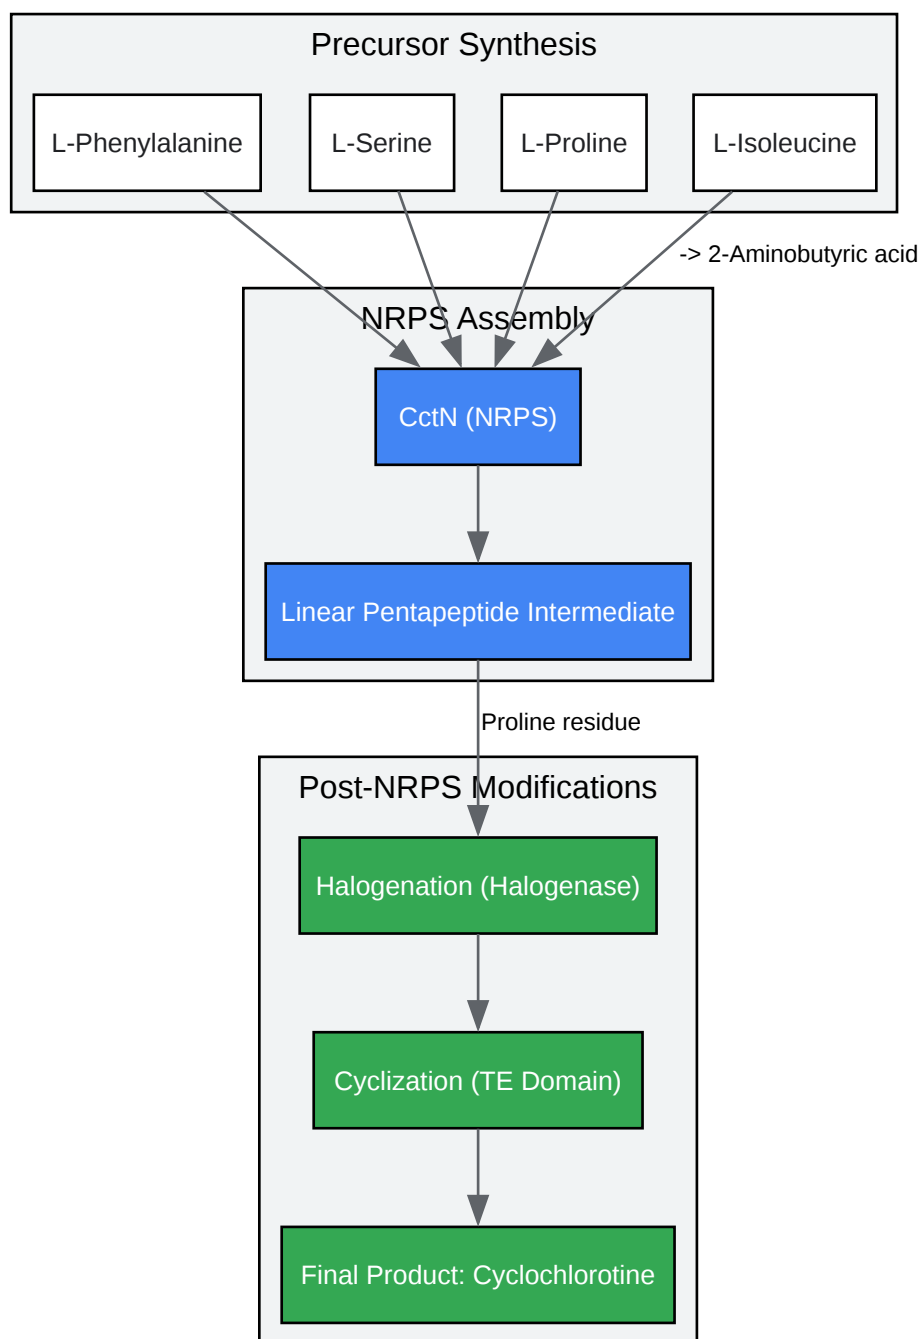 Precursor Synthesis
L-Phenylalanine
L-Serine
L-Proline
L-Isoleucine
-> 2-Aminobutyric acid
NRPS Assembly
CctN (NRPS)
Linear Pentapeptide Intermediate
Proline residue
Post-NRPS Modifications
Halogenation (Halogenase)
Cyclization (TE Domain)
Final Product: Cyclochlorotine